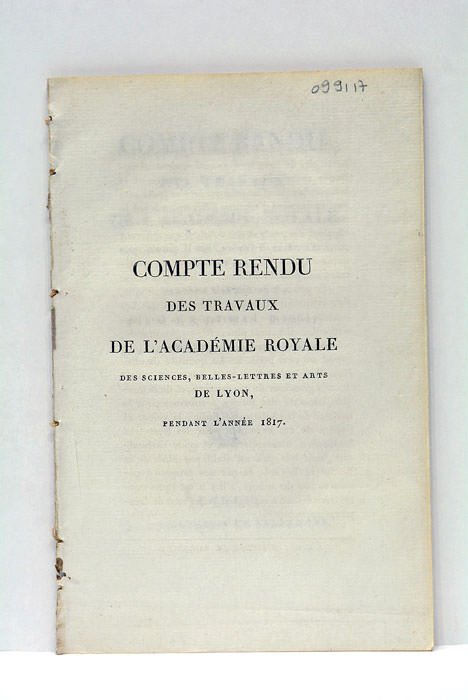 099117
COMPTE RENDU
DES TRAVAUX
DE L'ACADÉMIE ROYALE
DES SCIENCES, BELLES-LETTRES ET ARTS
DE LYON,
PENDANT L'ANNÉE 1817.